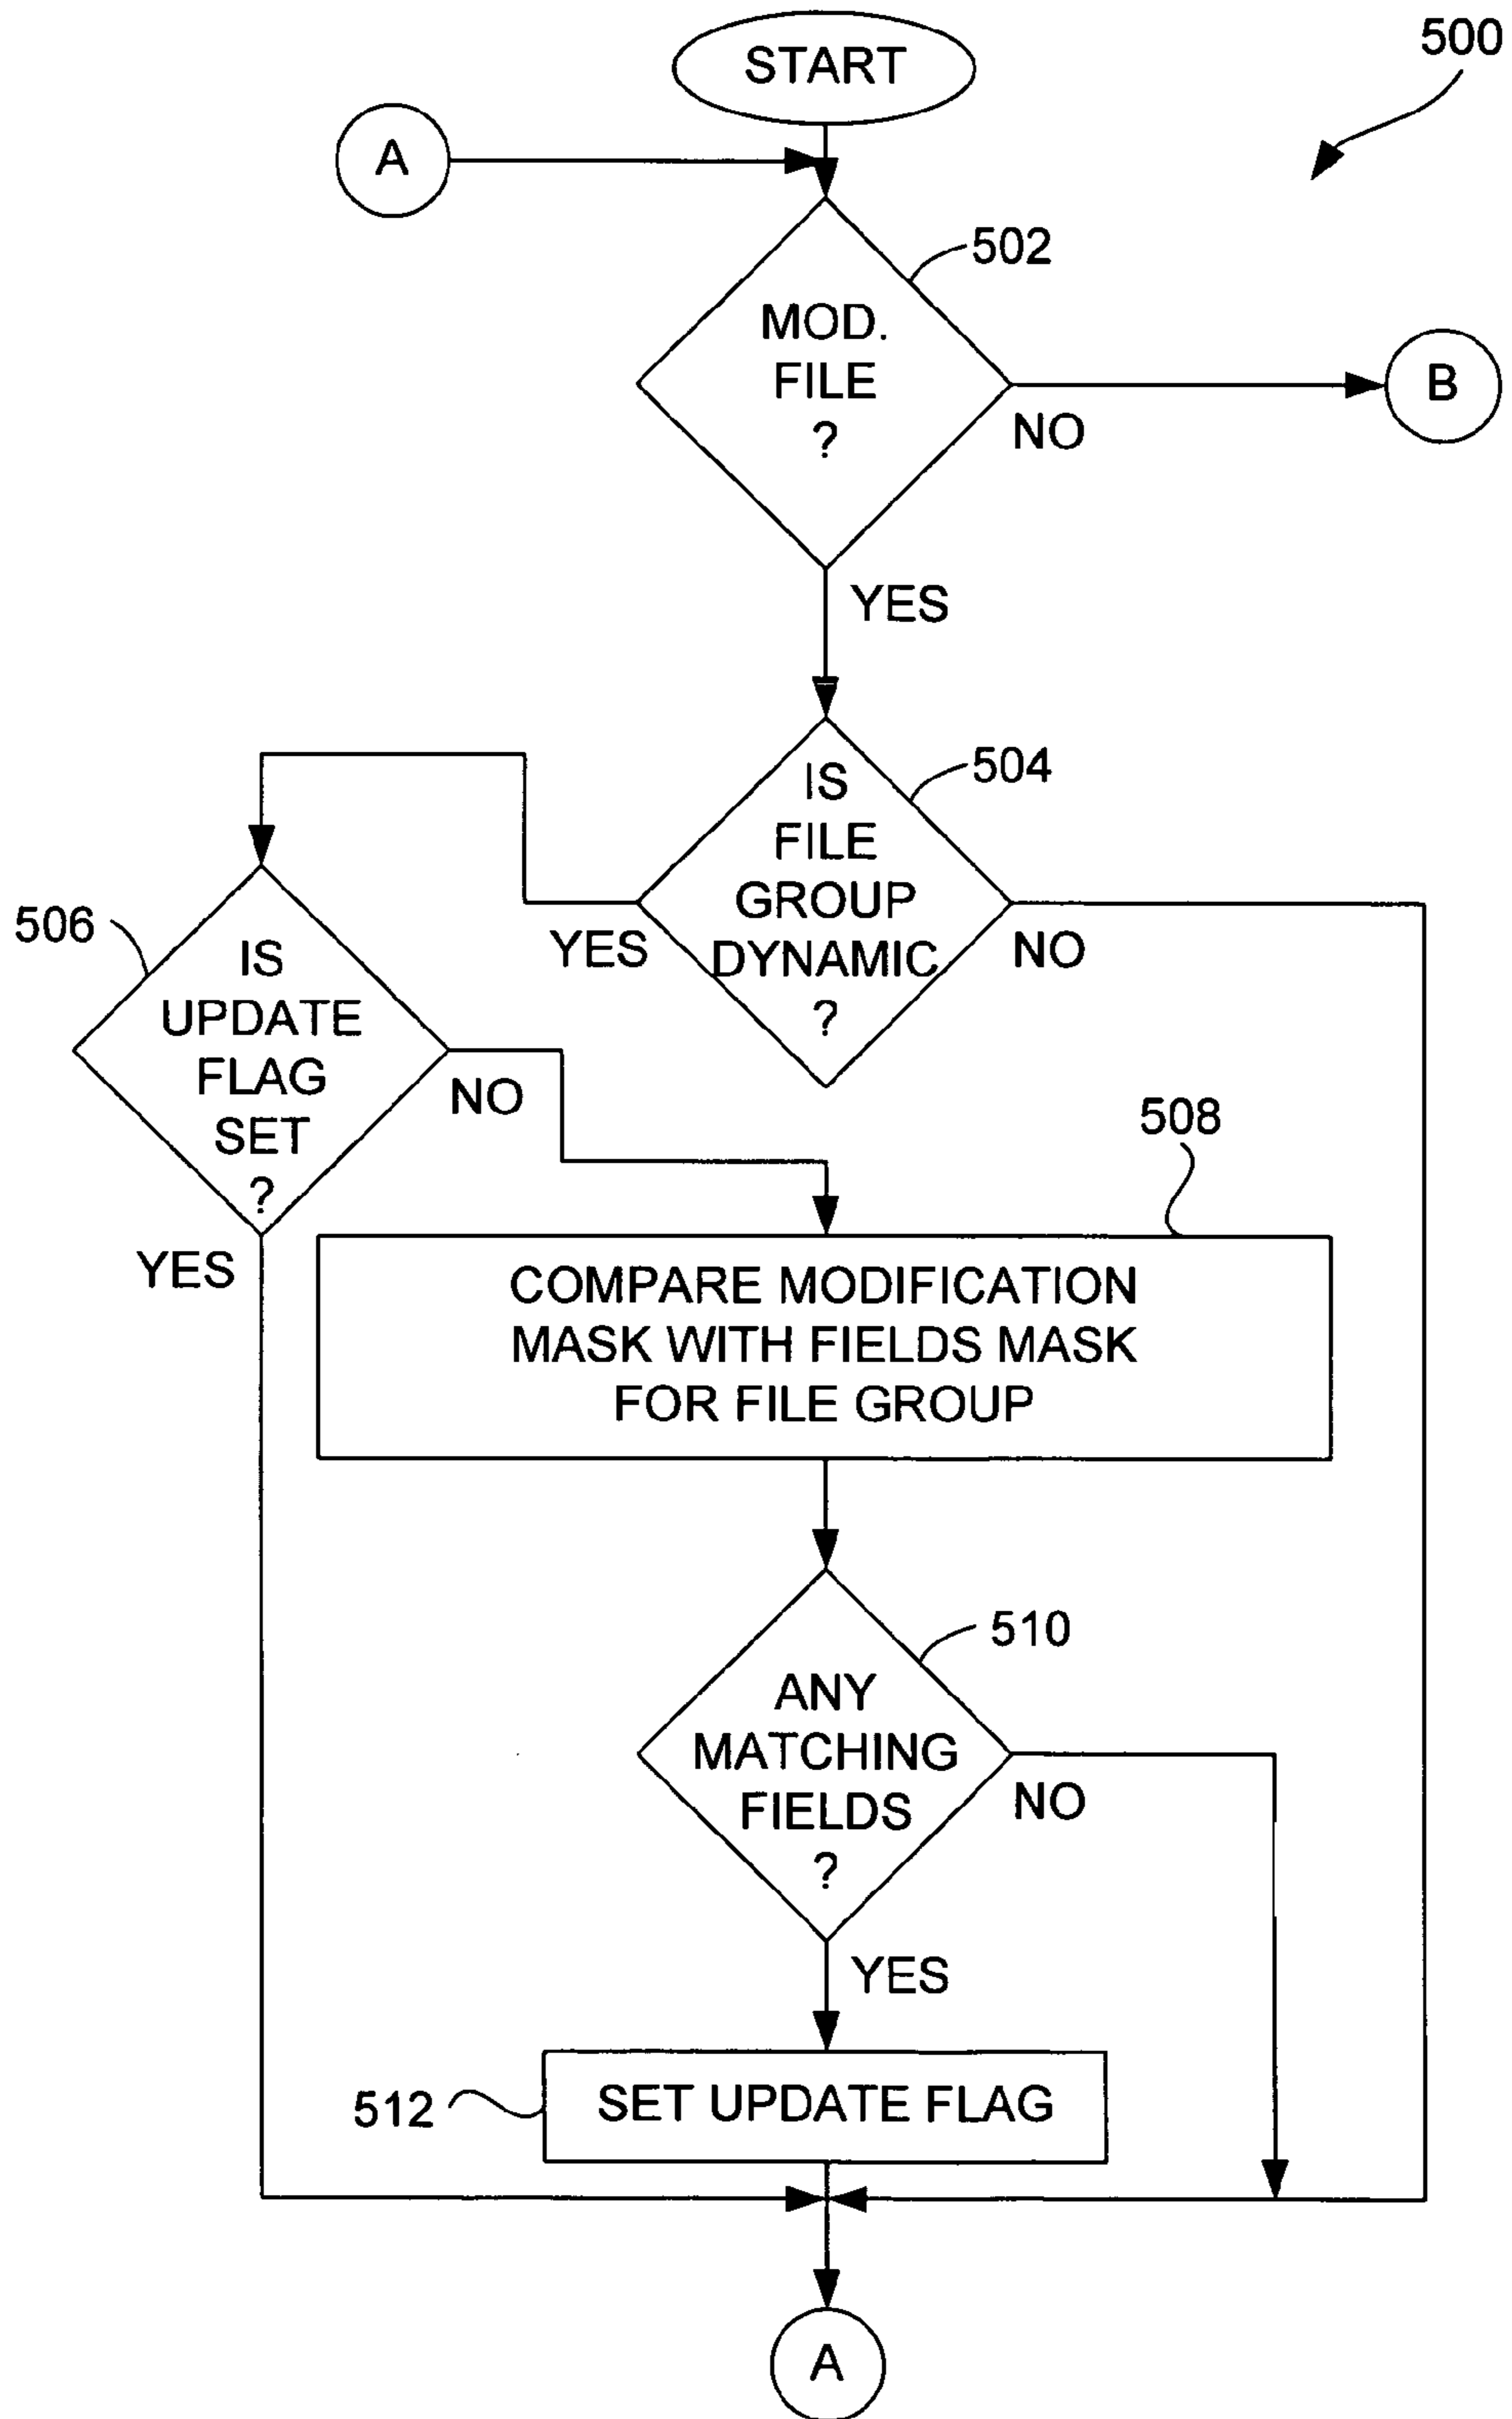 START
500
A
502
MOD.
FILE
?
NO
B
YES
504
IS
FILE
GROUP
DYNAMIC
?
YES
NO
506
IS
UPDATE
FLAG
SET
?
NO
YES
508
COMPARE MODIFICATION
MASK WITH FIELDS MASK
FOR FILE GROUP
510
ANY
MATCHING
FIELDS
?
NO
YES
512
SET UPDATE FLAG
A